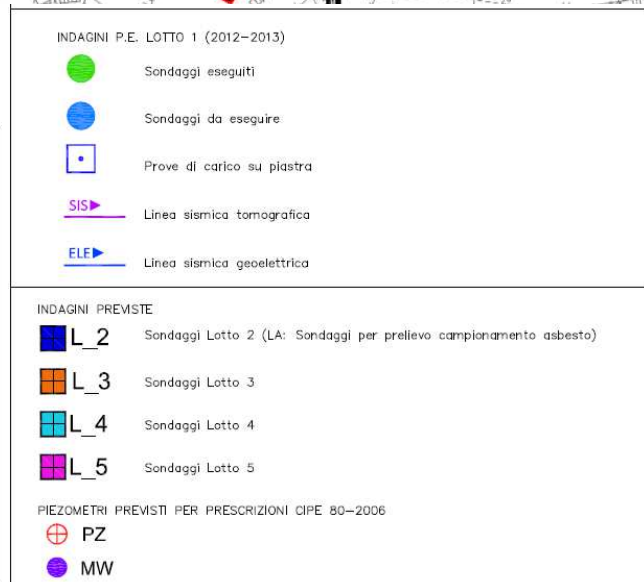 INDAGINI P.E. LOTTO 1 (2012-2013)
Sondaggi eseguiti
Sondaggi da eseguire
Prove di carico su piastra
SIS Linea sismica tomografica
ELE Linea sismica geoelettrica
INDAGINI PREVISTE
L_2 Sondaggi Lotto 2 (LA: Sondaggi per prelievo campionamento asbesto)
L_3 Sondaggi Lotto 3
L_4 Sondaggi Lotto 4
L_5 Sondaggi Lotto 5
PIEZOMETRI PREVISTI PER PRESCRIZIONI CIPE 80-2006
PZ
MW